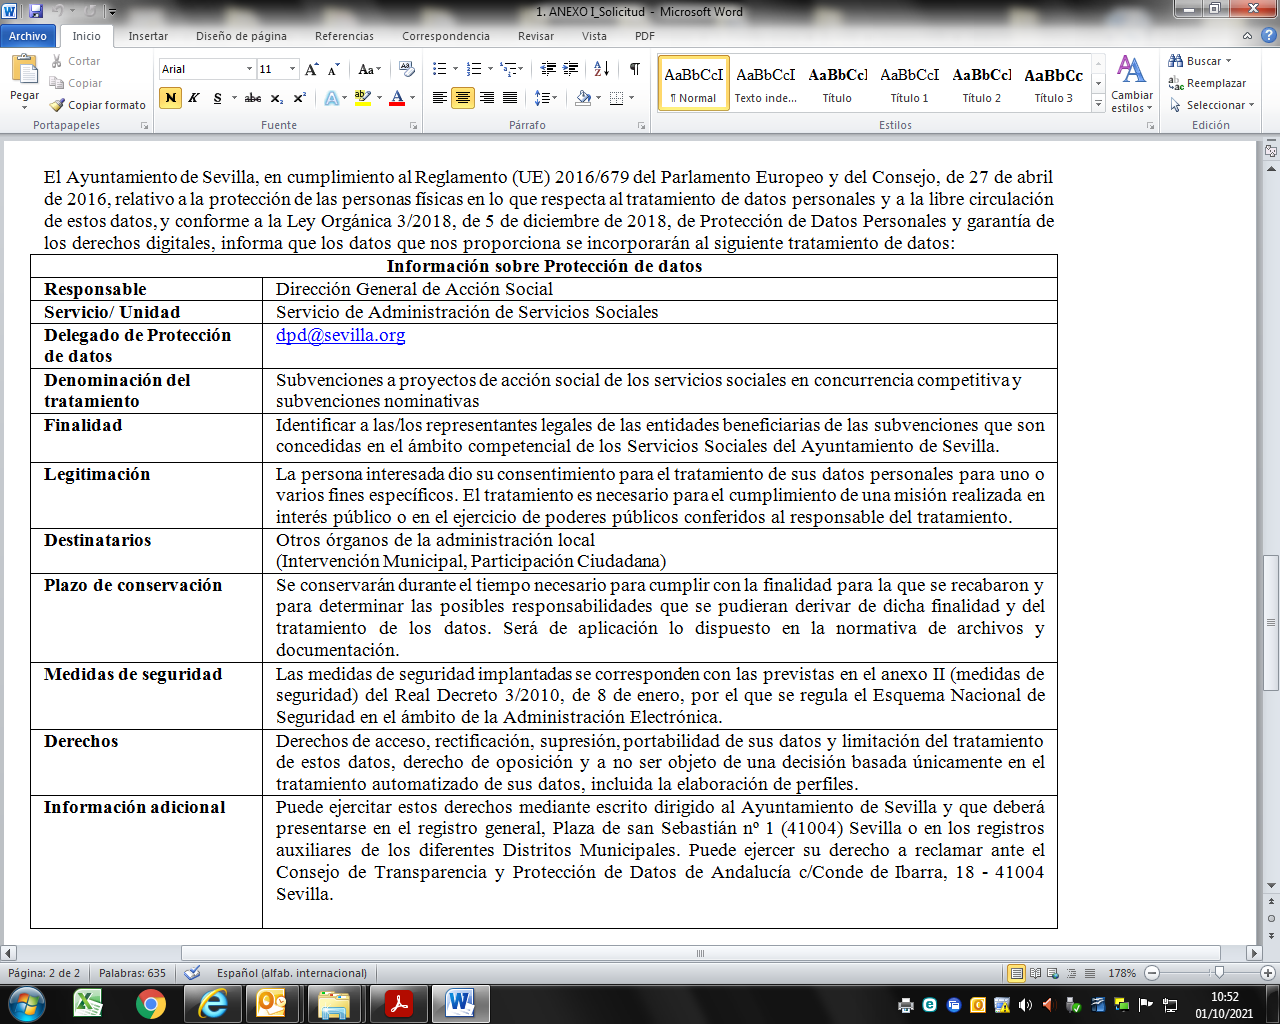 1. ANEXO I_Solicitud - Microsoft Word
Archivo Inicio Insertar Diseño de página Referencias Correspondencia Revisar Vista PDF
Pegar
Cortar
Copiar
Copiar formato
Portapapeles
Arial 11
Fuente
Párrafo
AaBbCcI AaBbCcI AaBbCcI AaBbCcI AaBbCcI AaBbCc
¶ Normal Texto inde... Título Título 1 Título 2 Título 3
Cambiar estilos
Estilos
Buscar
Reemplazar
Seleccionar
Edición
El Ayuntamiento de Sevilla, en cumplimiento al Reglamento (UE) 2016/679 del Parlamento Europeo y del Consejo, de 27 de abril
de 2016, relativo a la protección de las personas físicas en lo que respecta al tratamiento de datos personales y a la libre circulación
de estos datos, y conforme a la Ley Orgánica 3/2018, de 5 de diciembre de 2018, de Protección de Datos Personales y garantía de
los derechos digitales, informa que los datos que nos proporciona se incorporarán al siguiente tratamiento de datos:
Información sobre Protección de datos
Responsable
Dirección General de Acción Social
Servicio/ Unidad
Servicio de Administración de Servicios Sociales
Delegado de Protección
de datos
dpd@sevilla.org
Denominación del
tratamiento
Subvenciones a proyectos de acción social de los servicios sociales en concurrencia competitiva y
subvenciones nominativas
Finalidad
Identificar a las/los representantes legales de las entidades beneficiarias de las subvenciones que son
concedidas en el ámbito competencial de los Servicios Sociales del Ayuntamiento de Sevilla.
Legitimación
La persona interesada dio su consentimiento para el tratamiento de sus datos personales para uno o
varios fines específicos. El tratamiento es necesario para el cumplimiento de una misión realizada en
interés público o en el ejercicio de poderes públicos conferidos al responsable del tratamiento.
Destinatarios
Otros órganos de la administración local
(Intervención Municipal, Participación Ciudadana)
Plazo de conservación
Se conservarán durante el tiempo necesario para cumplir con la finalidad para la que se recabaron y
para determinar las posibles responsabilidades que se pudieran derivar de dicha finalidad y del
tratamiento de los datos. Será de aplicación lo dispuesto en la normativa de archivos y
documentación.
Medidas de seguridad
Las medidas de seguridad implantadas se corresponden con las previstas en el anexo II (medidas de
seguridad) del Real Decreto 3/2010, de 8 de enero, por el que se regula el Esquema Nacional de
Seguridad en el ámbito de la Administración Electrónica.
Derechos
Derechos de acceso, rectificación, supresión, portabilidad de sus datos y limitación del tratamiento
de estos datos, derecho de oposición y a no ser objeto de una decisión basada únicamente en el
tratamiento automatizado de sus datos, incluida la elaboración de perfiles.
Información adicional
Puede ejercitar estos derechos mediante escrito dirigido al Ayuntamiento de Sevilla y que deberá
presentarse en el registro general, Plaza de san Sebastián nº 1 (41004) Sevilla o en los registros
auxiliares de los diferentes Distritos Municipales. Puede ejercer su derecho a reclamar ante el
Consejo de Transparencia y Protección de Datos de Andalucía c/Conde de Ibarra, 18 - 41004
Sevilla.
Página: 2 de 2 Palabras: 635 Español (alfab. internacional) 178%
10:52
01/10/2021